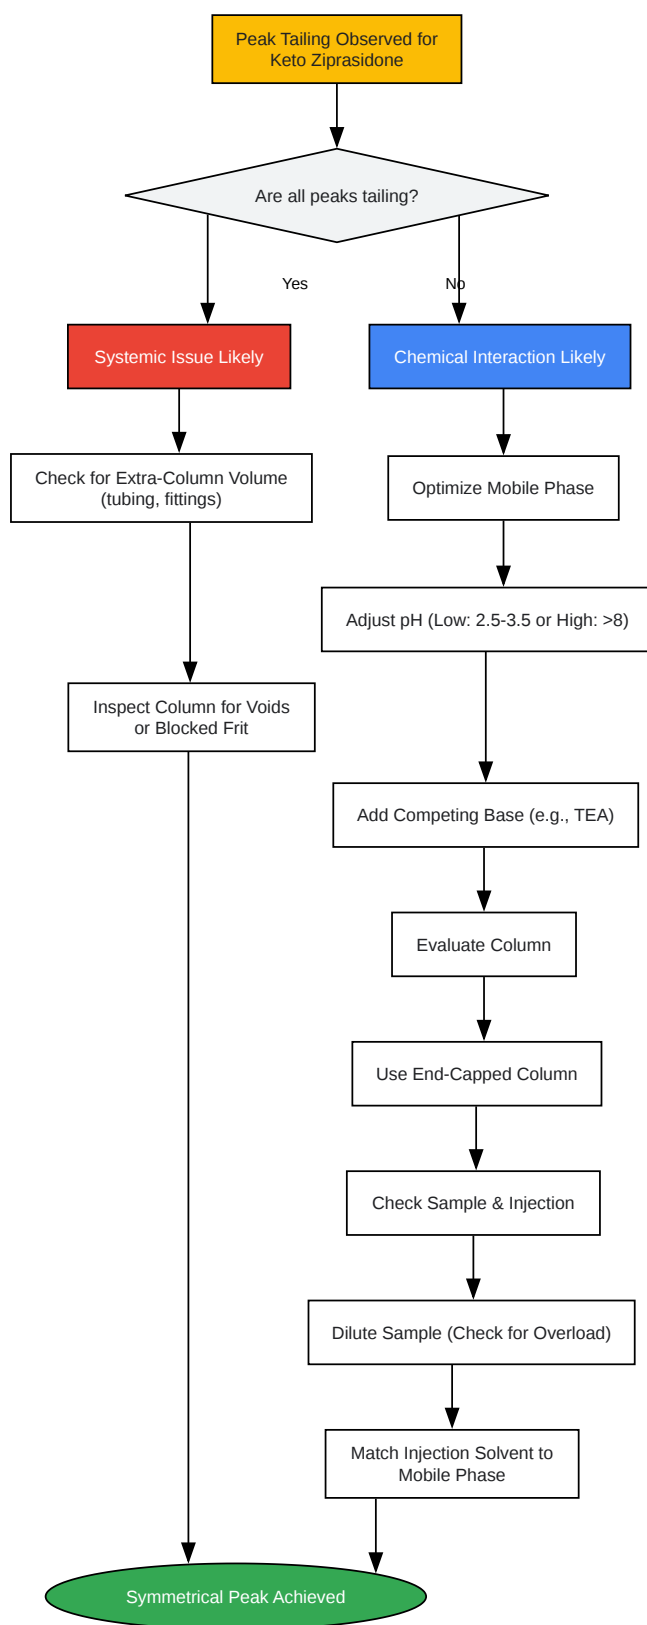 Peak Tailing Observed for
Keto Ziprasidone
Are all peaks tailing?
Yes
No
Systemic Issue Likely
Chemical Interaction Likely
Check for Extra-Column Volume
(tubing, fittings)
Optimize Mobile Phase
Adjust pH (Low: 2.5-3.5 or High: >8)
Inspect Column for Voids
or Blocked Frit
Add Competing Base (e.g., TEA)
Evaluate Column
Use End-Capped Column
Check Sample & Injection
Dilute Sample (Check for Overload)
Match Injection Solvent to
Mobile Phase
Symmetrical Peak Achieved